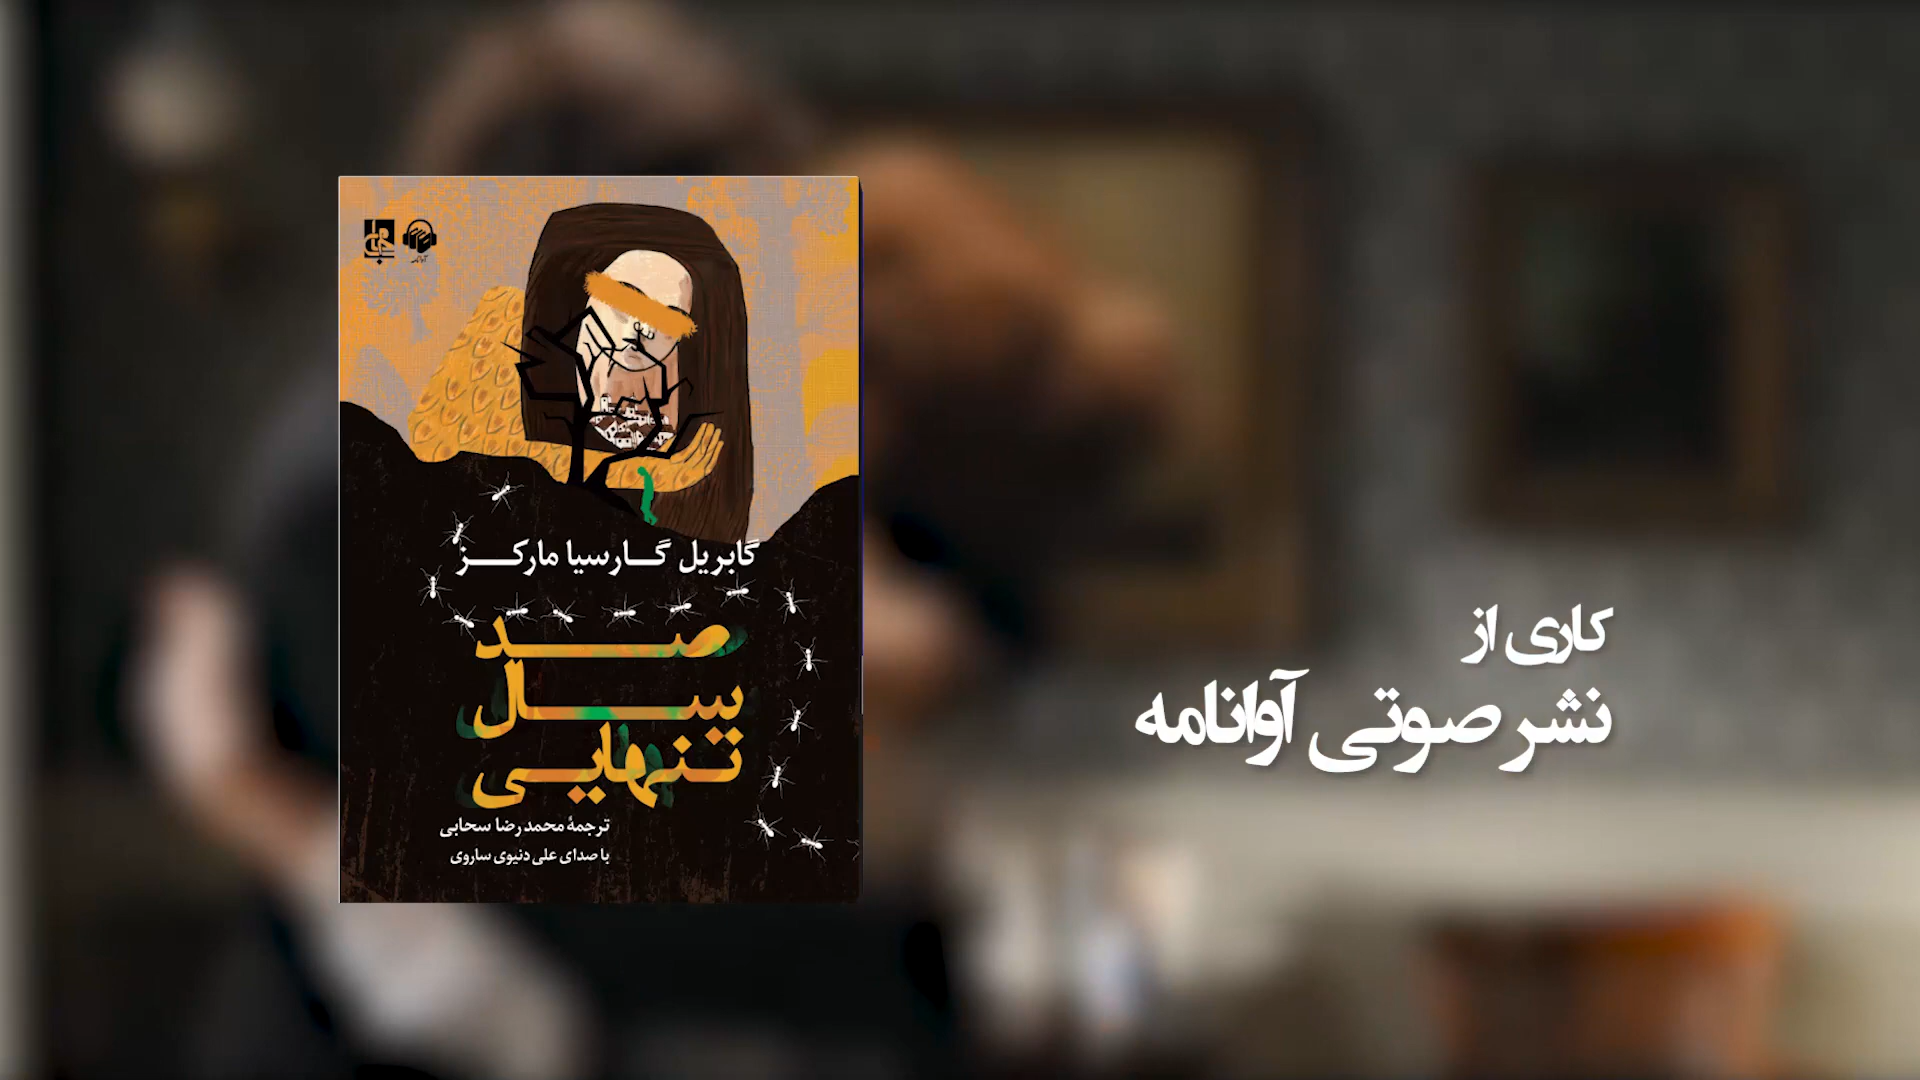 گابریل گارسیا مارکز
صد
سال
تنهایی
ترجمهٔ محمدرضا سحابی
با صدای علی دنیوی ساروی
کاری از
نشر صوتی آوانامه